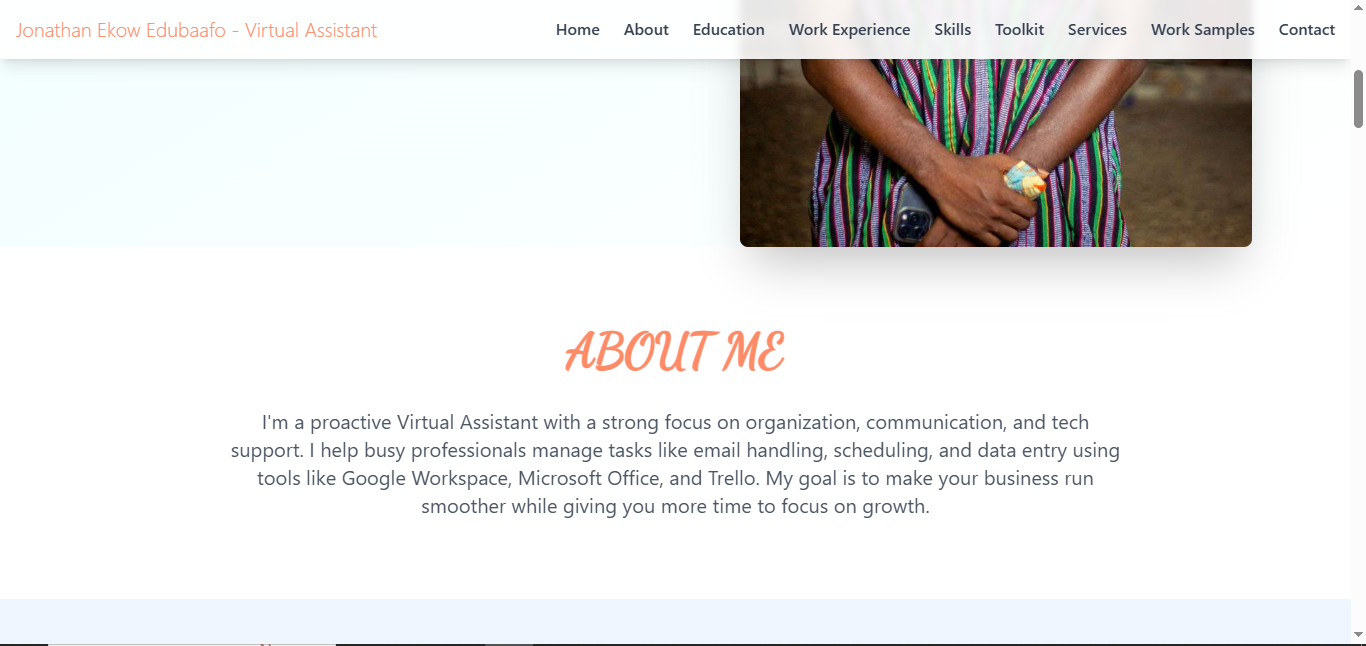 Jonathan Ekow Edubaafo - Virtual Assistant
Home About Education Work Experience Skills Toolkit Services Work Samples Contact
ABOUT ME
I'm a proactive Virtual Assistant with a strong focus on organization, communication, and tech
support. I help busy professionals manage tasks like email handling, scheduling, and data entry using
tools like Google Workspace, Microsoft Office, and Trello. My goal is to make your business run
smoother while giving you more time to focus on growth.